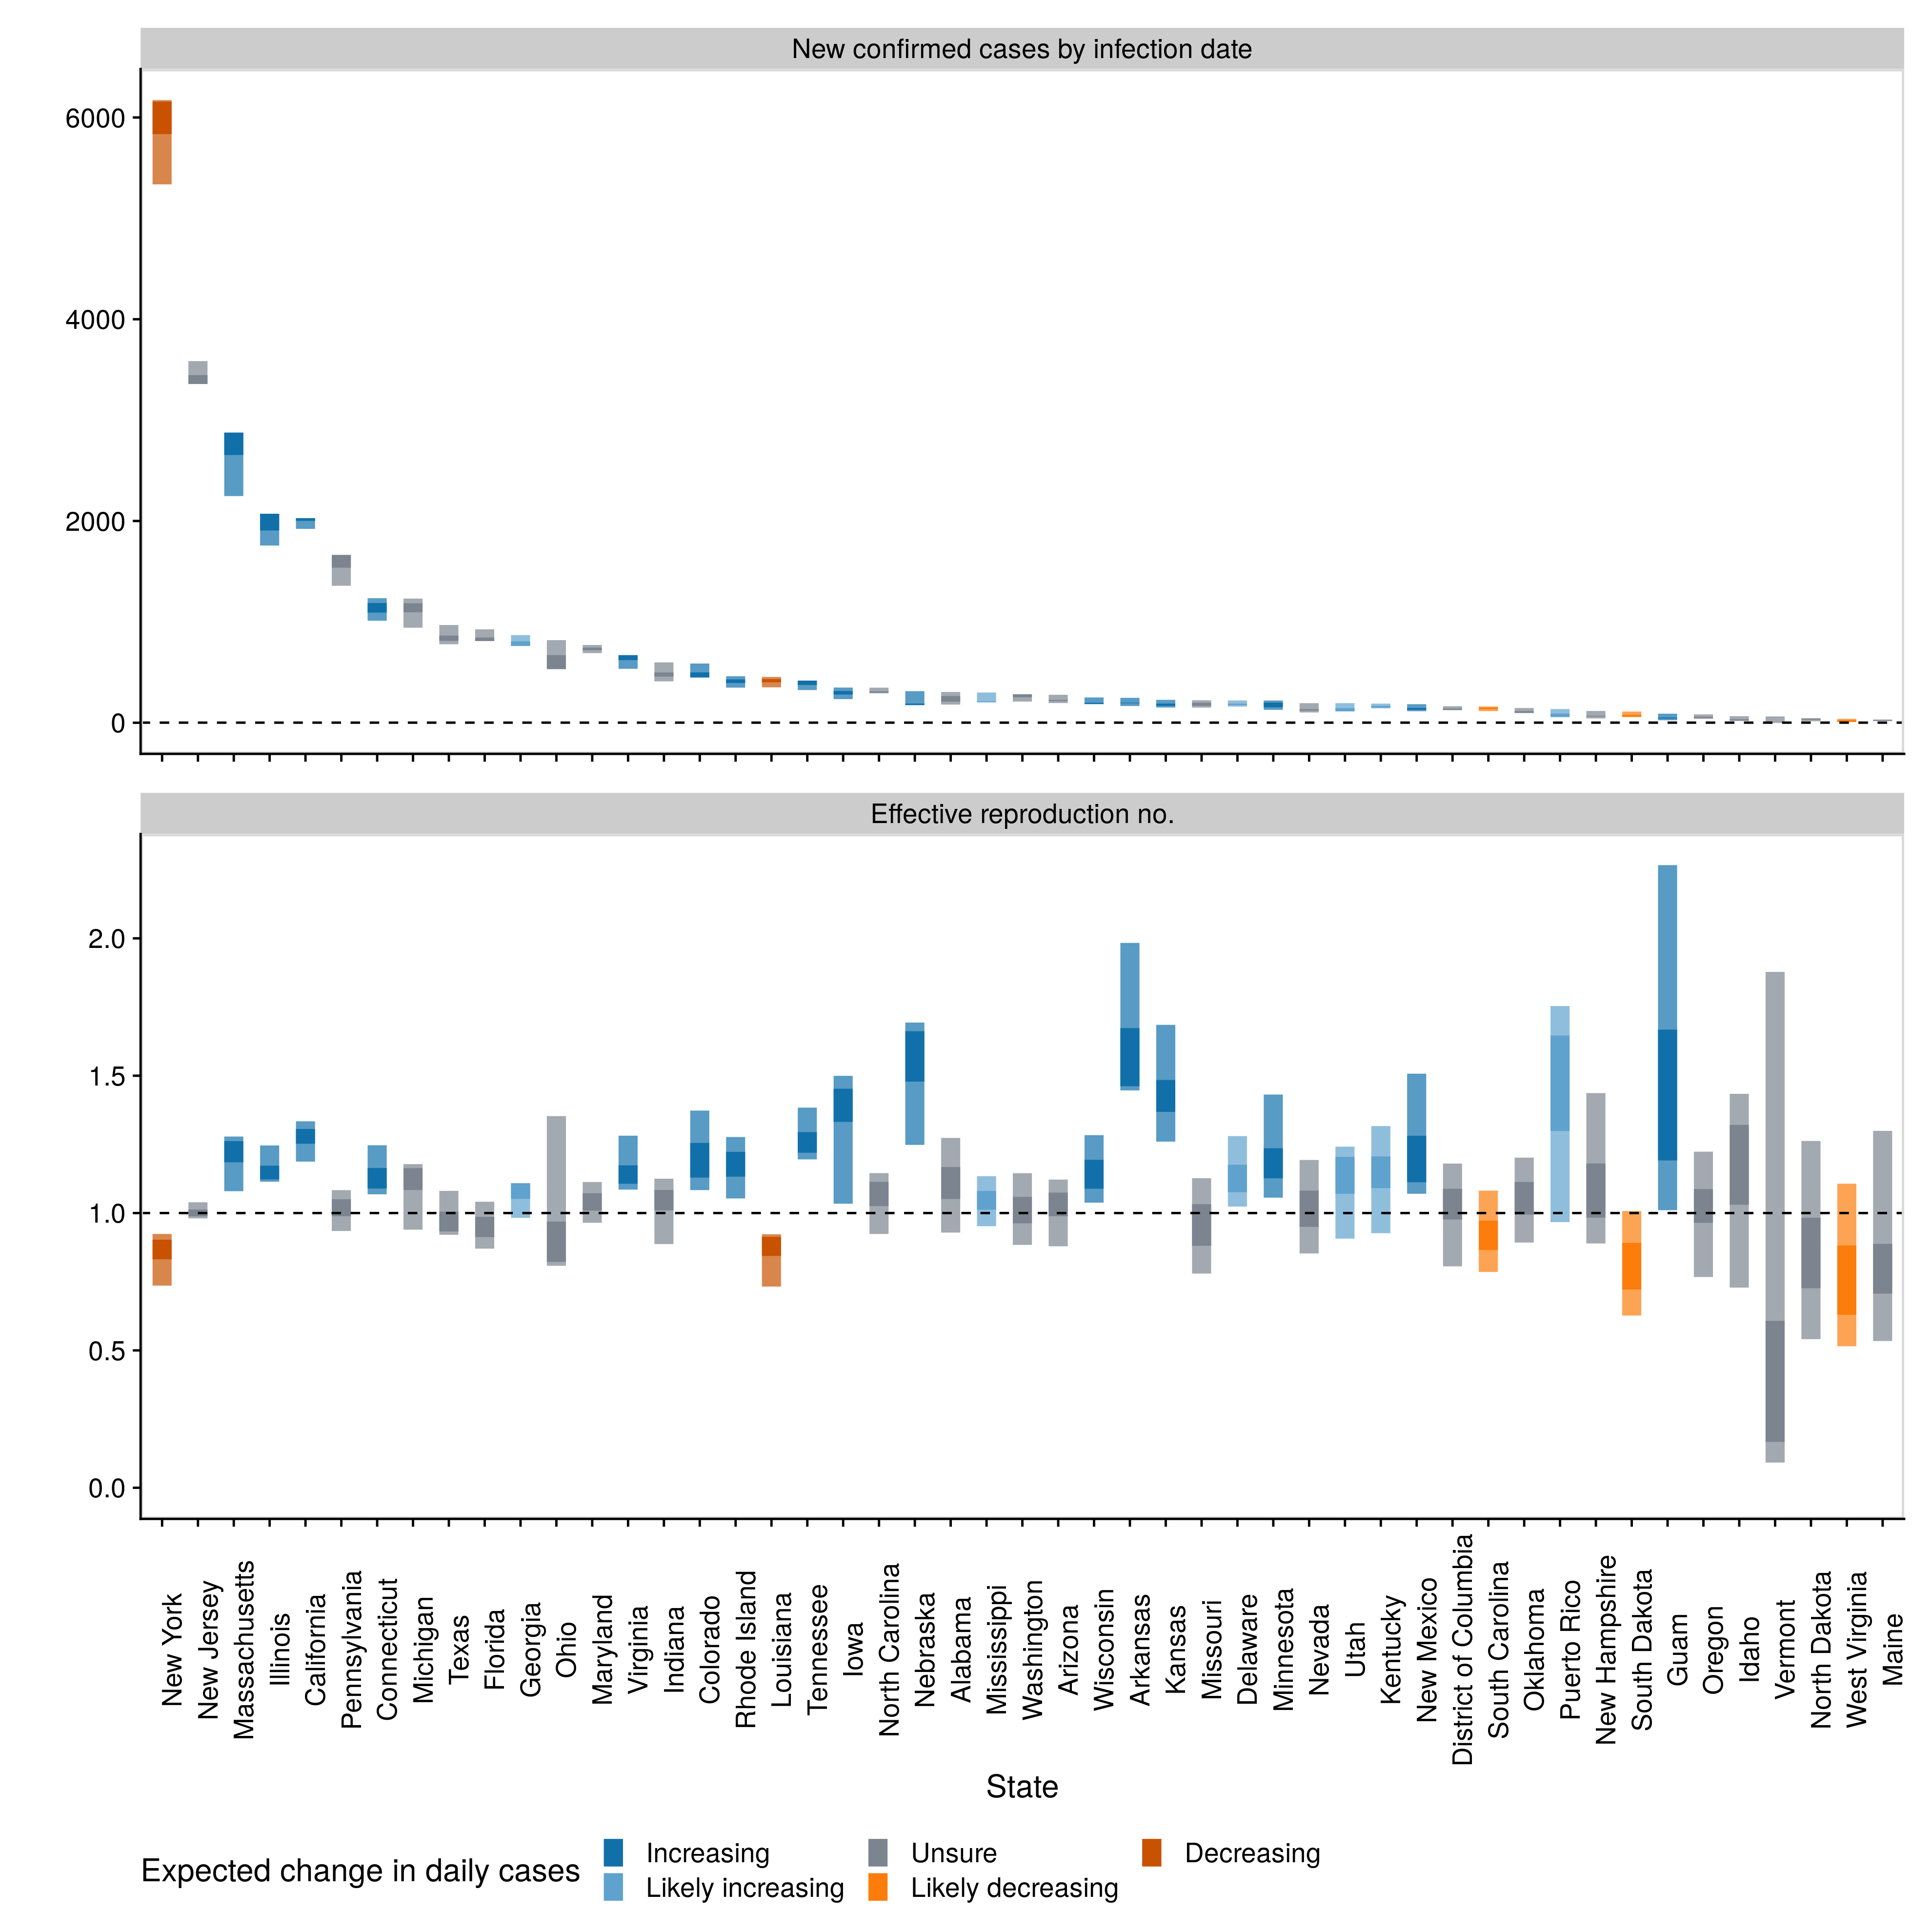 New confirmed cases by infection date
6000
4000
2000
0
Effective reproduction no.
2.0
1.5
1.0
0.5
0.0
New York
New Jersey
Massachusetts
Illinois
California
Pennsylvania
Connecticut
Michigan
Texas
Florida
Georgia
Ohio
Maryland
Virginia
Indiana
Colorado
Rhode Island
Louisiana
Tennessee
Iowa
North Carolina
Nebraska
Alabama
Mississippi
Washington
Arizona
Wisconsin
Arkansas
Kansas
Missouri
Delaware
Minnesota
Nevada
Utah
Kentucky
New Mexico
District of Columbia
South Carolina
Oklahoma
Puerto Rico
New Hampshire
South Dakota
Guam
Oregon
Idaho
Vermont
North Dakota
West Virginia
Maine
State
Expected change in daily cases
Increasing
Likely increasing
Unsure
Likely decreasing
Decreasing